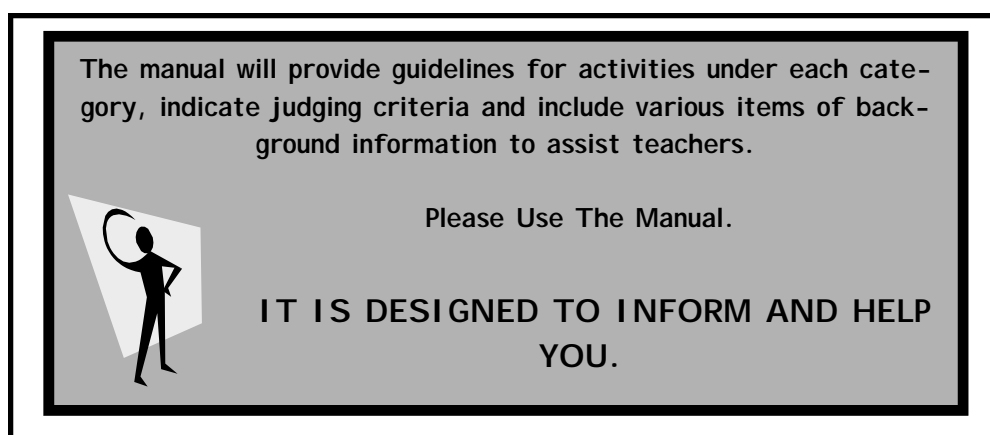 The manual will provide guidelines for activities under each cate-
gory, indicate judging criteria and include various items of back-
ground information to assist teachers.
Please Use The Manual.
IT IS DESIGNED TO INFORM AND HELP
YOU.